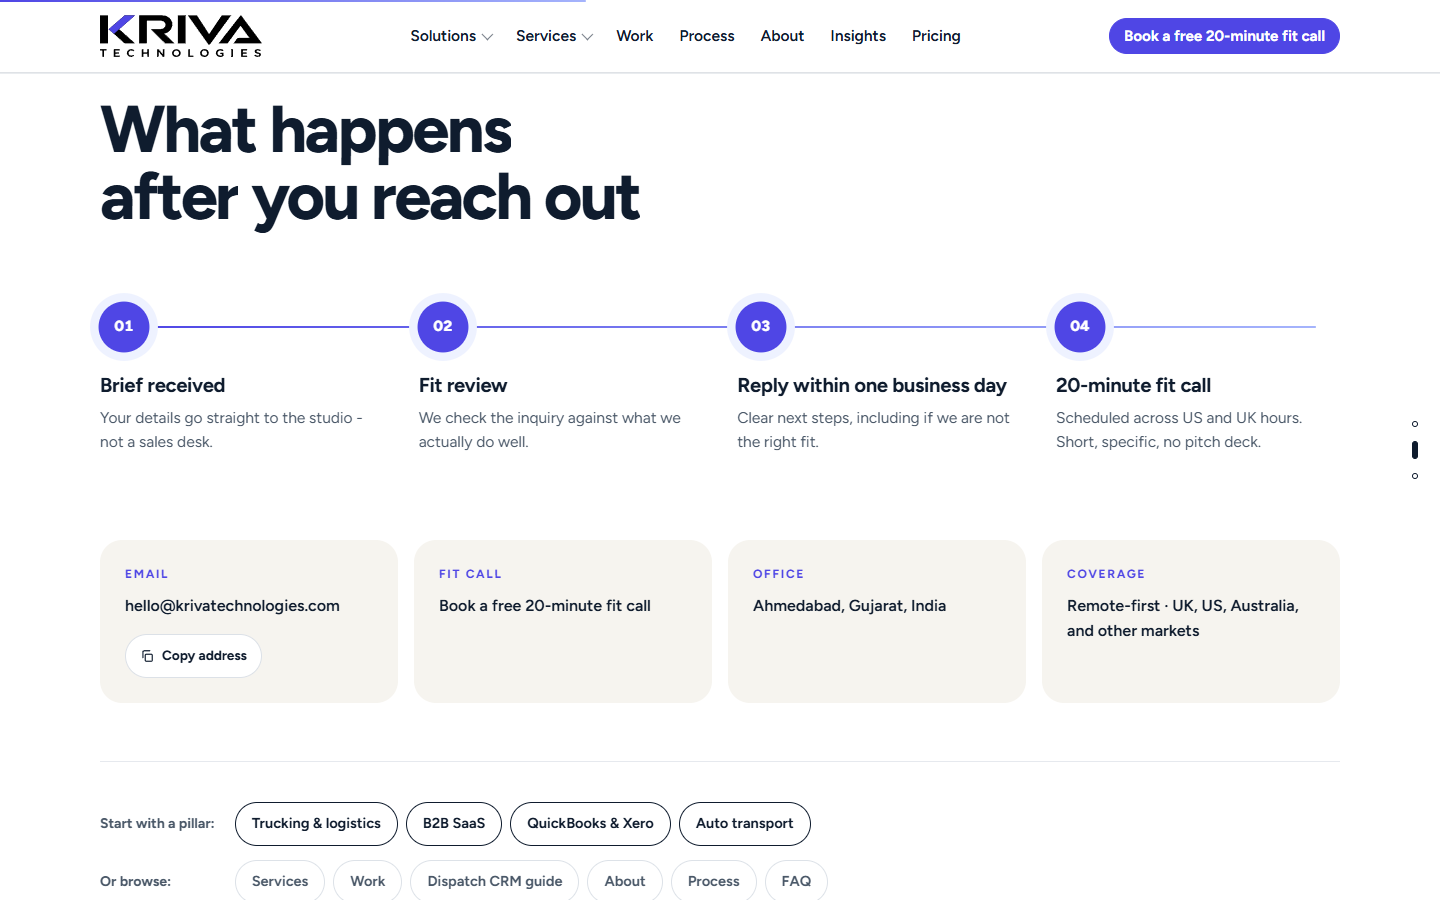 KRIVA
TECHNOLOGIES
Solutions
Services
Work
Process
About
Insights
Pricing
Book a free 20-minute fit call
What happens
after you reach out
01
02
03
04
Brief received
Your details go straight to the studio -
not a sales desk.
Fit review
We check the inquiry against what we
actually do well.
Reply within one business day
Clear next steps, including if we are not
the right fit.
20-minute fit call
Scheduled across US and UK hours.
Short, specific, no pitch deck.
EMAIL
hello@krivatechnologies.com
Copy address
FIT CALL
Book a free 20-minute fit call
OFFICE
Ahmedabad, Gujarat, India
COVERAGE
Remote-first · UK, US, Australia,
and other markets
Start with a pillar:
Trucking & logistics
B2B SaaS
QuickBooks & Xero
Auto transport
Or browse:
Services
Work
Dispatch CRM guide
About
Process
FAQ